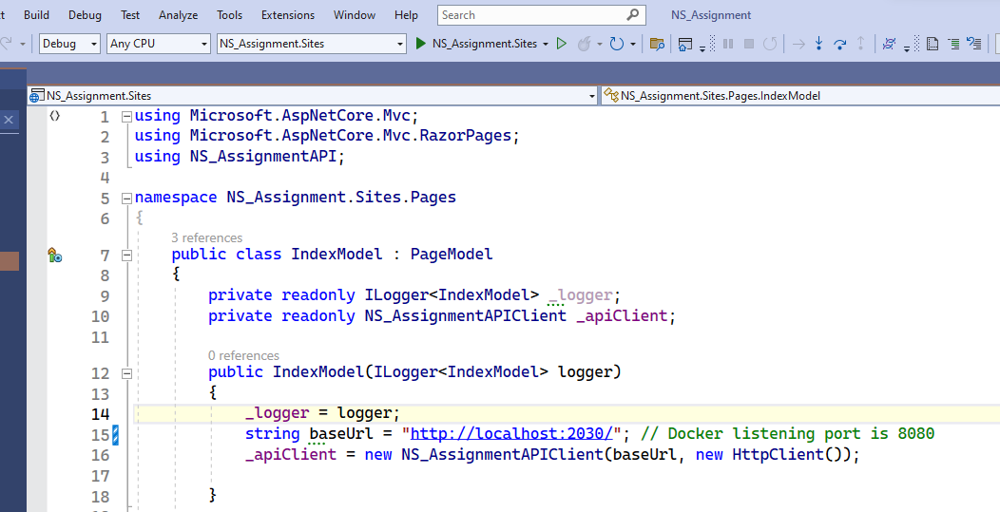 t Build Debug Test Analyze Tools Extensions Window Help Search NS_Assignment
Debug Any CPU NS_Assignment.Sites NS_Assignment.Sites
NS_Assignment.Sites NS_Assignment.Sites.Pages.IndexModel
1 using Microsoft.AspNetCore.Mvc;
2 using Microsoft.AspNetCore.Mvc.RazorPages;
3 using NS_AssignmentAPI;
4
5 namespace NS_Assignment.Sites.Pages
6 {
3 references
7 public class IndexModel : PageModel
8 {
9 private readonly ILogger<IndexModel> _logger;
10 private readonly NS_AssignmentAPIClient _apiClient;
11
0 references
12 public IndexModel(ILogger<IndexModel> logger)
13 {
14 _logger = logger;
15 string baseUrl = "http://localhost:2030/"; // Docker listening port is 8080
16 _apiClient = new NS_AssignmentAPIClient(baseUrl, new HttpClient());
17
18 }